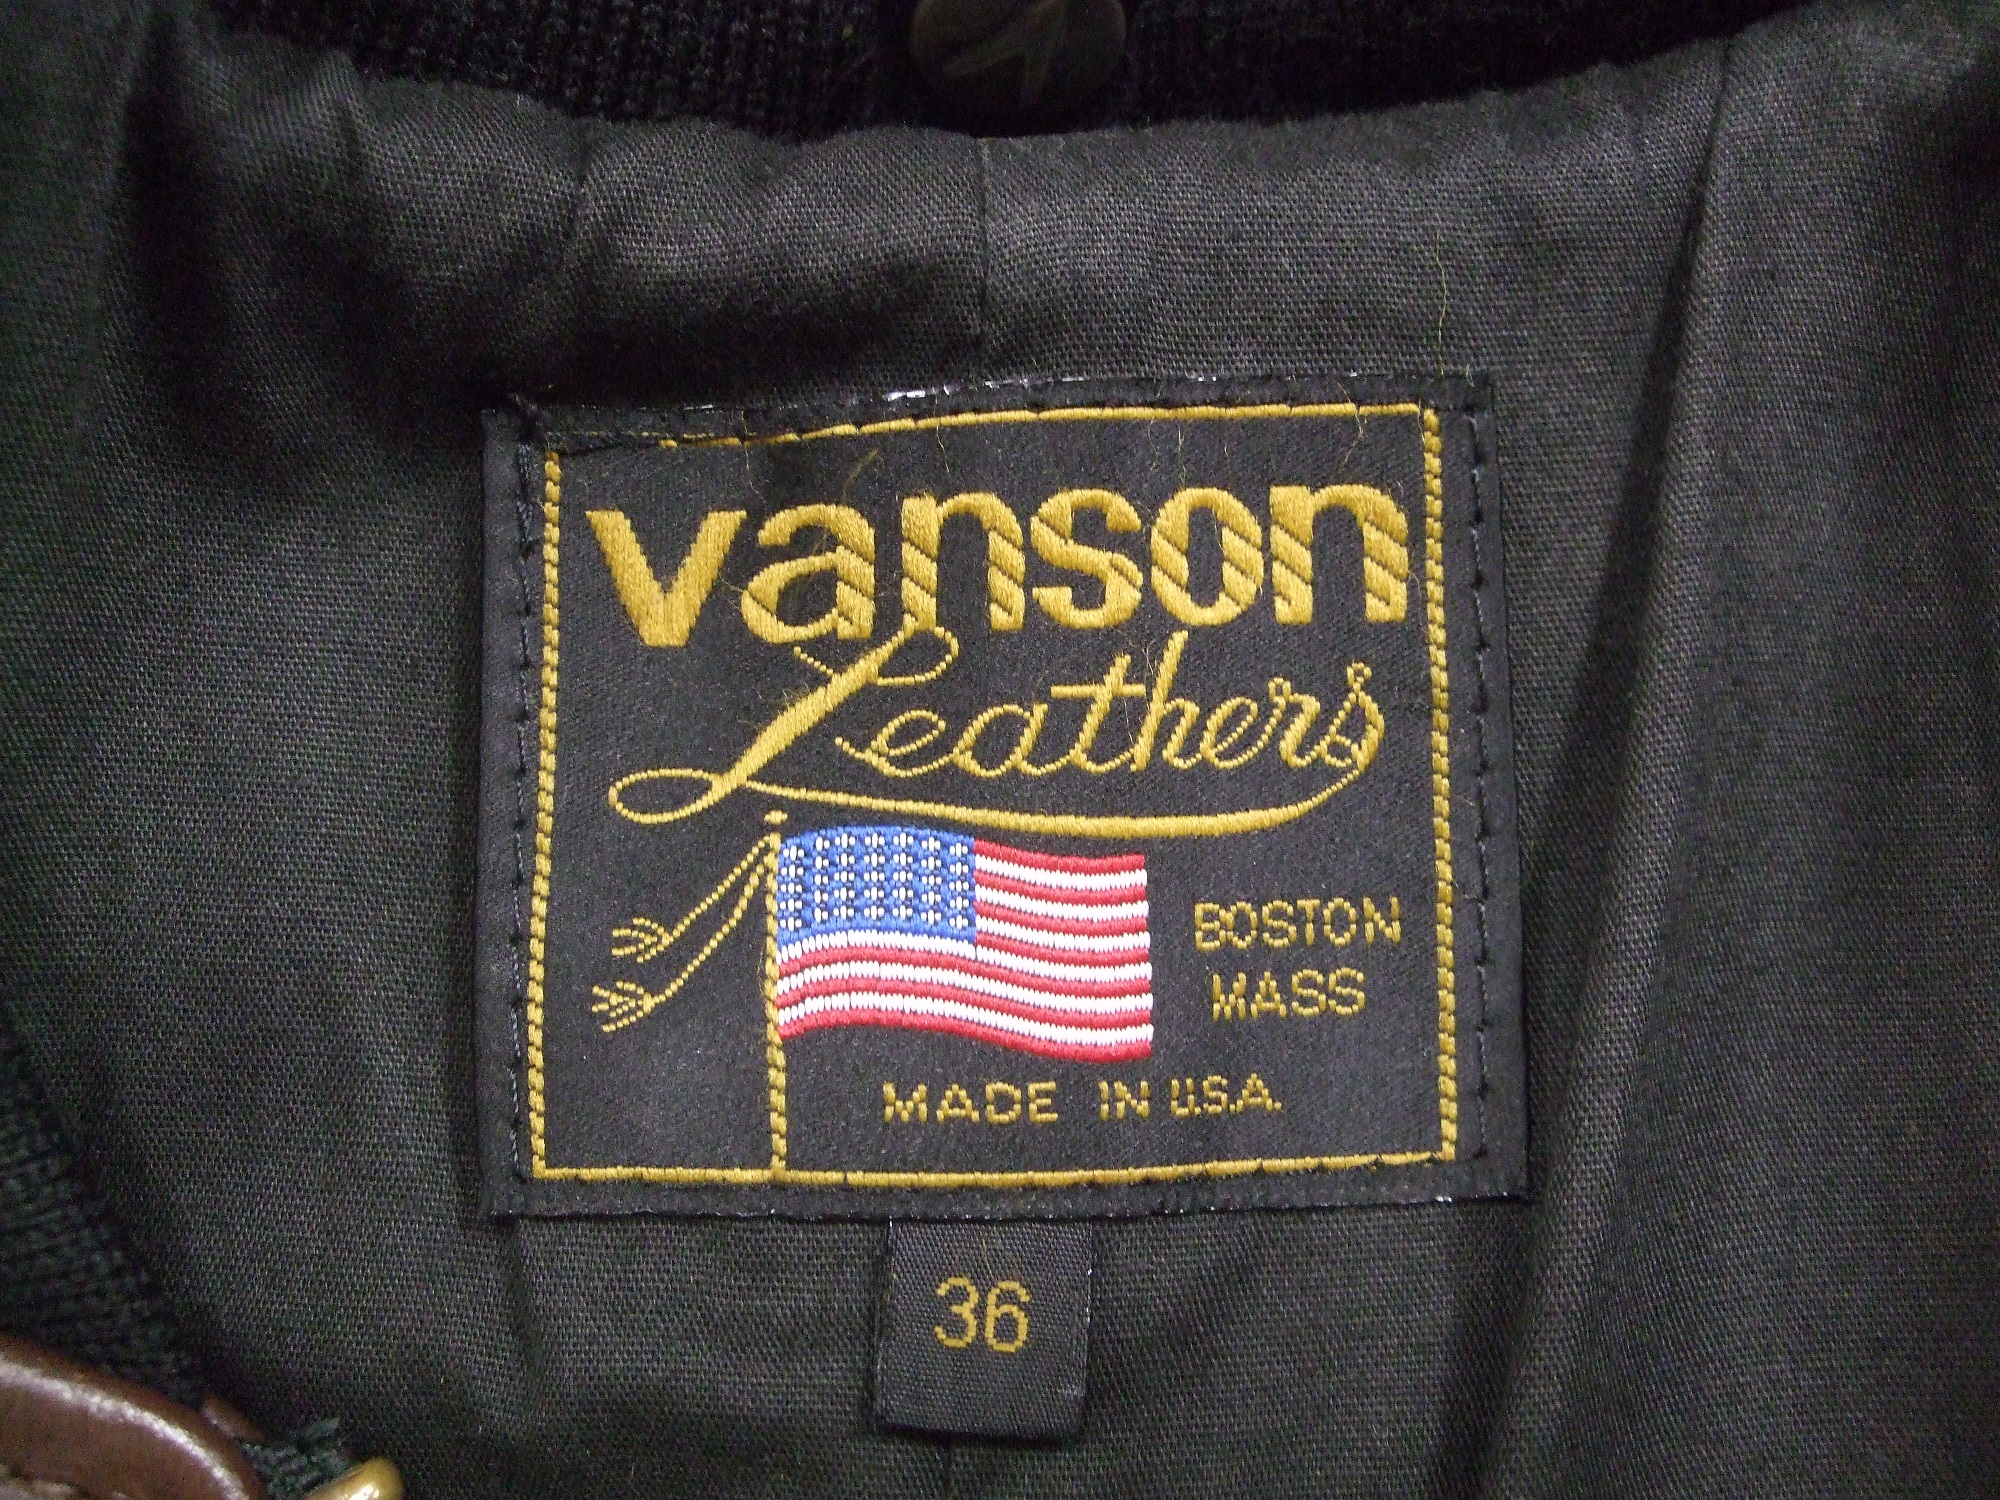 vanson
Leathers
BOSTON
MASS
MADE IN U.S.A.
36